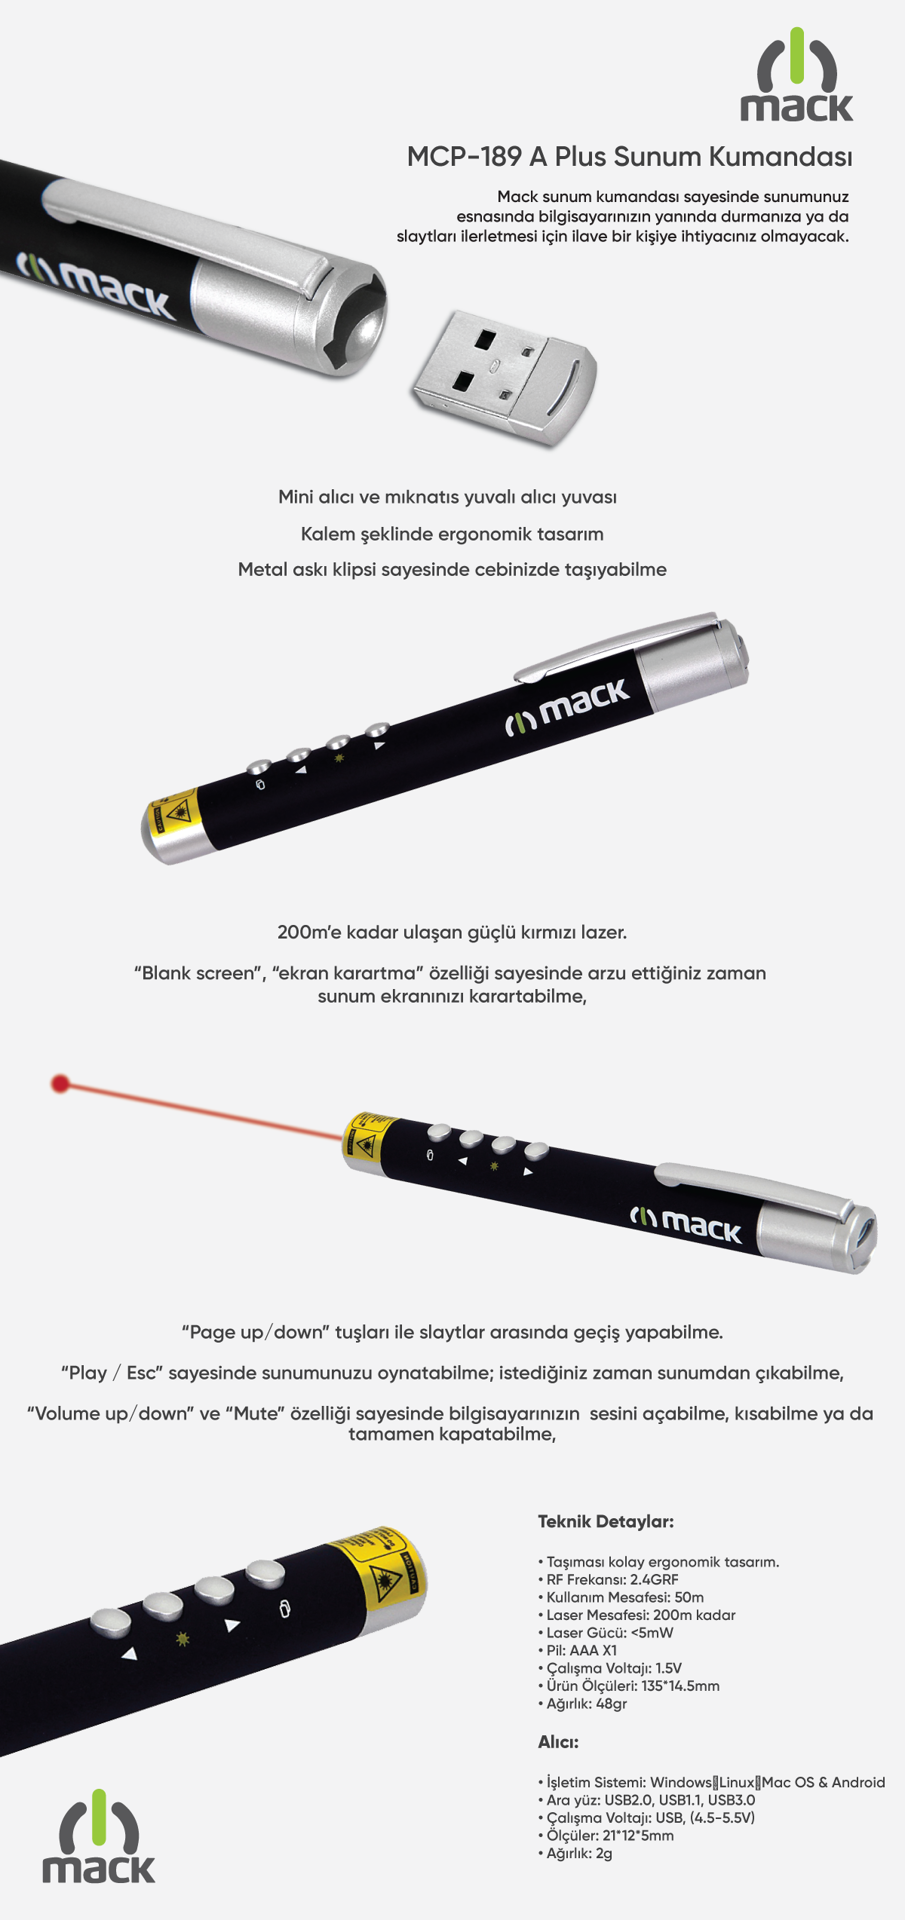 mack
MCP-189 A Plus Sunum Kumandası
Mack sunum kumandası sayesinde sunumunuz
esnasında bilgisayarınızın yanında durmanıza ya da
slaytları ilerletmesi için ilave bir kişiye ihtiyacınız olmayacak.
mack
Mini alıcı ve mıknatıs yuvalı alıcı yuvası
Kalem şeklinde ergonomik tasarım
Metal askı klipsi sayesinde cebinizde taşıyabilme
mack
200m’e kadar ulaşan güçlü kırmızı lazer.
“Blank screen”, “ekran karartma” özelliği sayesinde arzu ettiğiniz zaman
sunum ekranınızı karartabilme,
mack
“Page up/down” tuşları ile slaytlar arasında geçiş yapabilme.
“Play / Esc” sayesinde sunumunuzu oynatabilme; istediğiniz zaman sunumdan çıkabilme,
“Volume up/down” ve “Mute” özelliği sayesinde bilgisayarınızın  sesini açabilme, kısabilme ya da
tamamen kapatabilme,
CAUTION
Teknik Detaylar:
• Taşıması kolay ergonomik tasarım.
• RF Frekansı: 2.4GRF
• Kullanım Mesafesi: 50m
• Laser Mesafesi: 200m kadar
• Laser Gücü: <5mW
• Pil: AAA X1
• Çalışma Voltajı: 1.5V
• Ürün Ölçüleri: 135*14.5mm
• Ağırlık: 48gr
Alıcı:
• İşletim Sistemi: Windows Linux Mac OS & Android
• Ara yüz: USB2.0, USB1.1, USB3.0
• Çalışma Voltajı: USB, (4.5-5.5V)
• Ölçüler: 21*12*5mm
• Ağırlık: 2g
mack